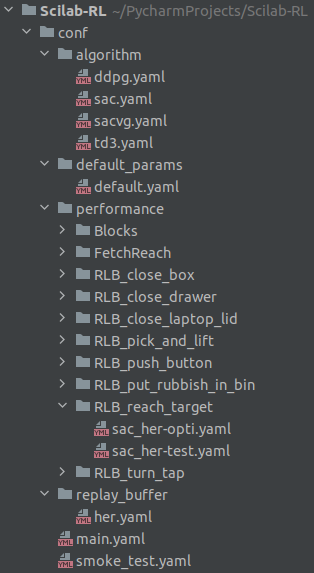 Scilab-RL ~/PycharmProjects/Scilab-RL
conf
algorithm
ddpg.yaml
sac.yaml
sacvg.yaml
td3.yaml
default_params
default.yaml
performance
Blocks
FetchReach
RLB_close_box
RLB_close_drawer
RLB_close_laptop_lid
RLB_pick_and_lift
RLB_push_button
RLB_put_rubbish_in_bin
RLB_reach_target
sac_her-opti.yaml
sac_her-test.yaml
RLB_turn_tap
replay_buffer
her.yaml
main.yaml
smoke_test.yaml